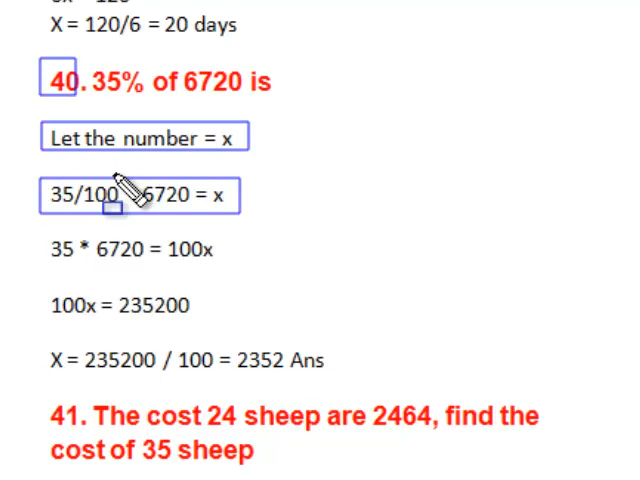 X = 120/6 = 20 days
40. 35% of 6720 is
Let the number = x
35/100 6720 = x
35 * 6720 = 100x
100x = 235200
X = 235200 / 100 = 2352 Ans
41. The cost 24 sheep are 2464, find the
cost of 35 sheep